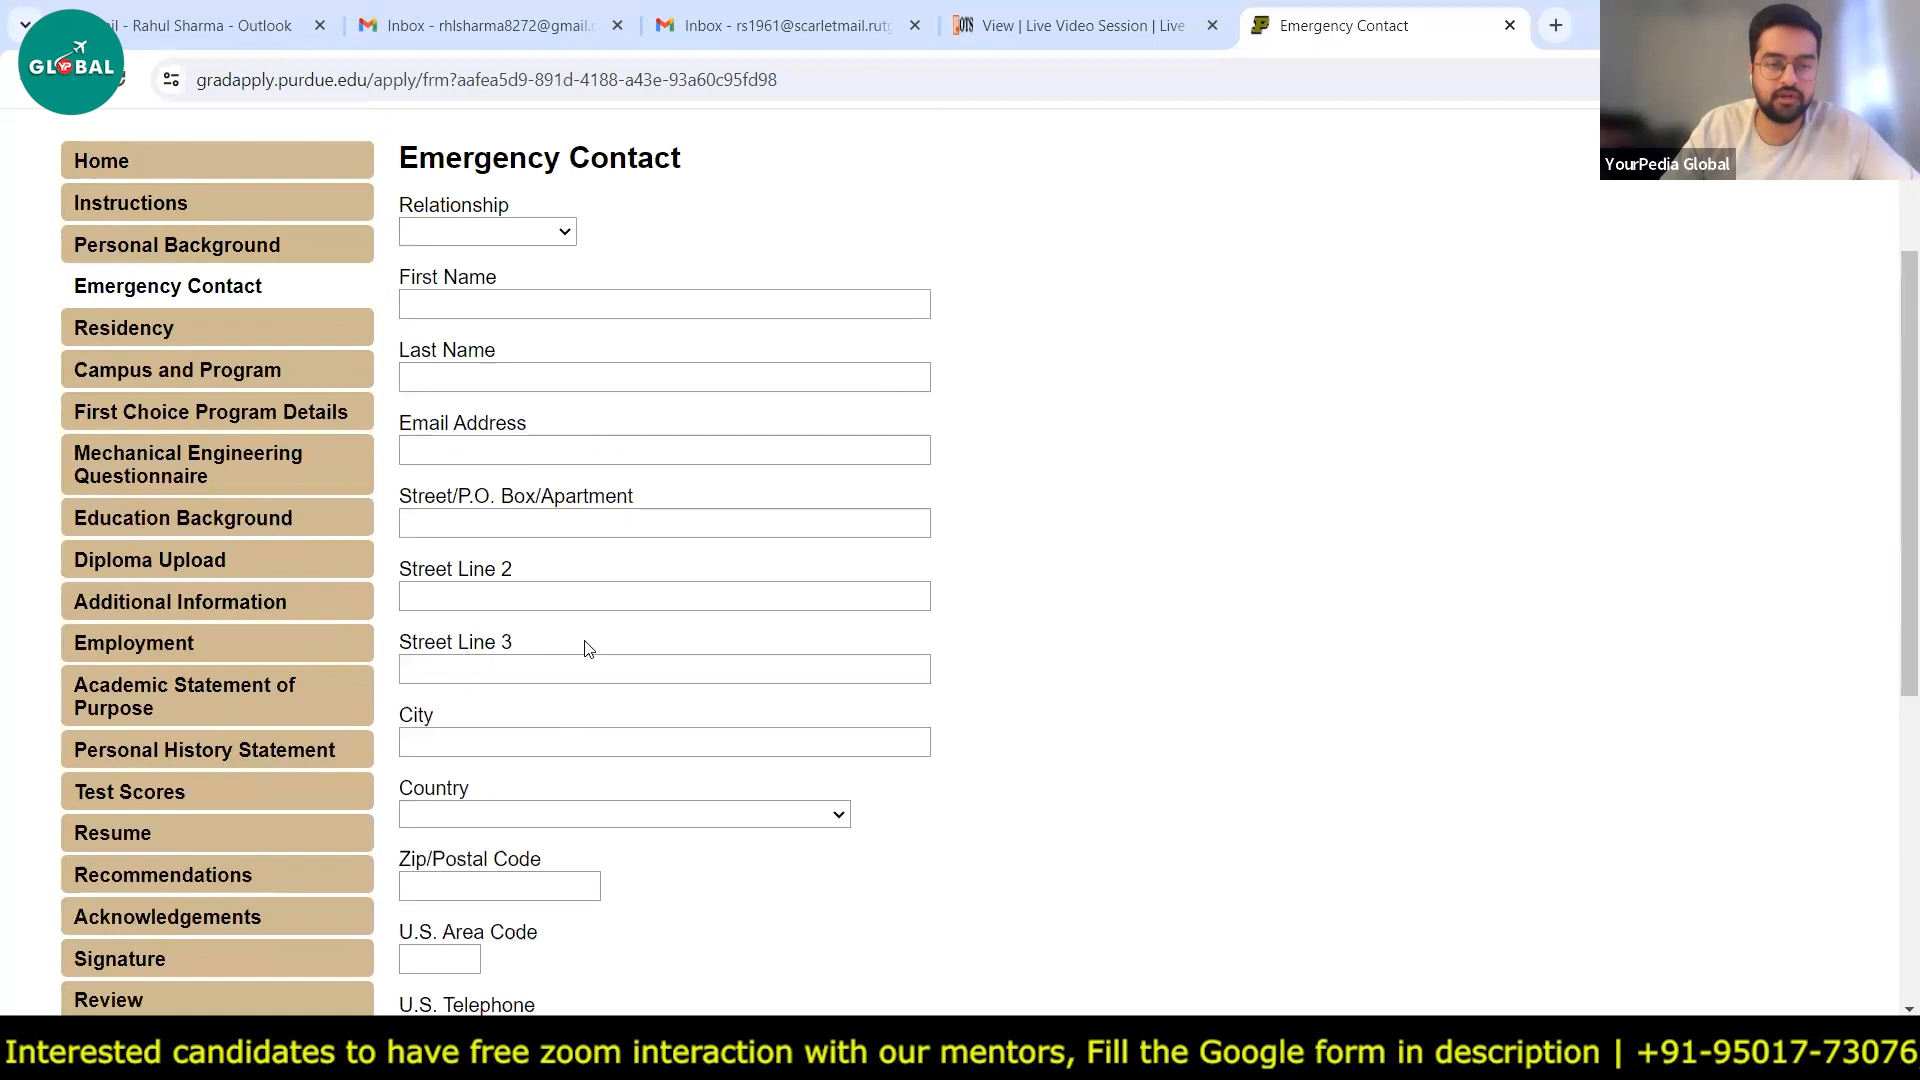 il - Rahul Sharma - Outlook
Inbox - rhlsharma8272@gmail.c
Inbox - rs1961@scarletmail.rutg
View | Live Video Session | Live
Emergency Contact
GLOBAL
YP
gradapply.purdue.edu/apply/frm?aafea5d9-891d-4188-a43e-93a60c95fd98
YourPedia Global
Home
Instructions
Personal Background
Emergency Contact
Residency
Campus and Program
First Choice Program Details
Mechanical Engineering
Questionnaire
Education Background
Diploma Upload
Additional Information
Employment
Academic Statement of
Purpose
Personal History Statement
Test Scores
Resume
Recommendations
Acknowledgements
Signature
Review
Emergency Contact
Relationship
First Name
Last Name
Email Address
Street/P.O. Box/Apartment
Street Line 2
Street Line 3
City
Country
Zip/Postal Code
U.S. Area Code
U.S. Telephone
Interested candidates to have free zoom interaction with our mentors, Fill the Google form in description | +91-95017-73076